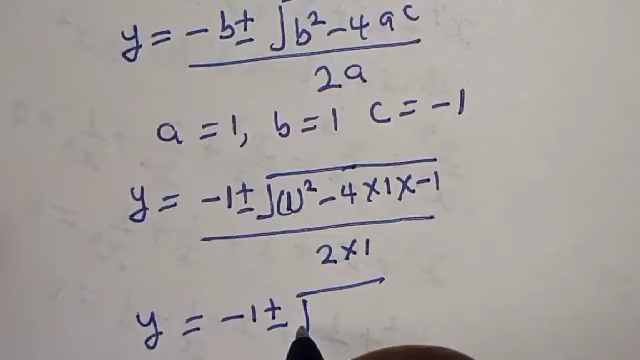 y = -b ± √b² - 4ac
2a
a = 1, b = 1 c = -1
y = -1 ± √(1)² - 4×1×-1
2×1
y = -1 ± √